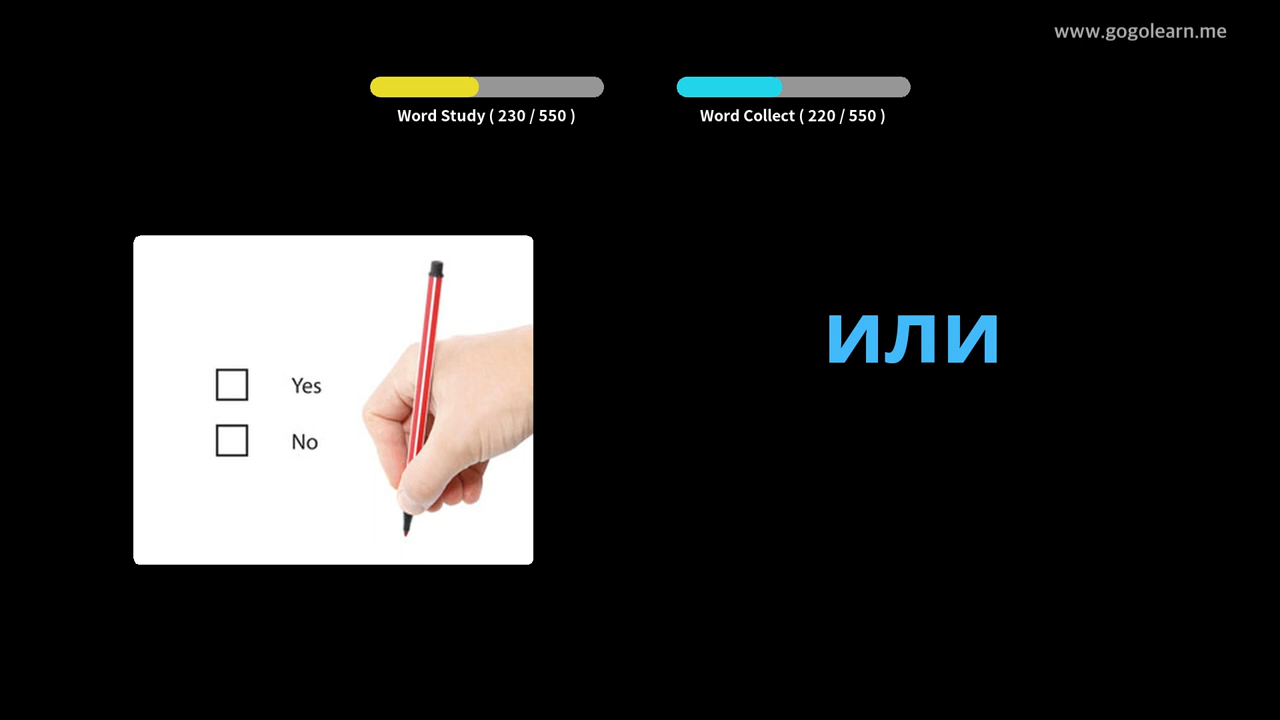 www.gogolearn.me
Word Study ( 230 / 550 )
Word Collect ( 220 / 550 )
или
Yes
No